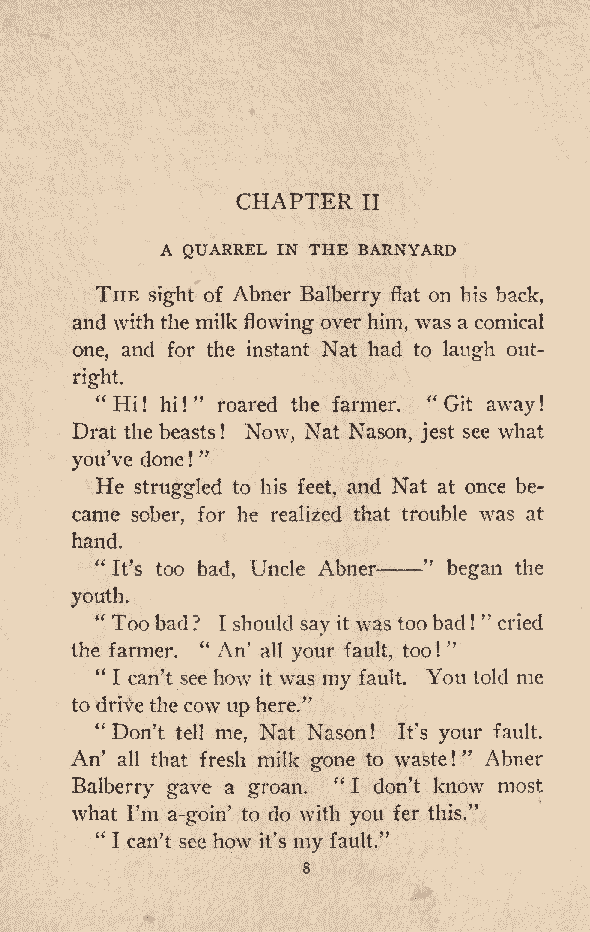 CHAPTER II
A QUARREL IN THE BARNYARD
THE sight of Abner Balberry flat on his back,
and with the milk flowing over him, was a comical
one, and for the instant Nat had to laugh out-
right.
“ Hi! hi! ” roared the farmer. “ Git away!
Drat the beasts! Now, Nat Nason, jest see what
you’ve done! ”
He struggled to his feet, and Nat at once be-
came sober, for he realized that trouble was at
hand.
“ It’s too bad, Uncle Abner——” began the
youth.
“ Too bad? I should say it was too bad! ” cried
the farmer. “ An’ all your fault, too! ”
“ I can’t see how it was my fault. You told me
to drive the cow up here.”
“ Don’t tell me, Nat Nason! It’s your fault.
An’ all that fresh milk gone to waste! ” Abner
Balberry gave a groan. “ I don’t know most
what I’m a-goin’ to do with you fer this.”
“ I can’t see how it’s my fault.”
8